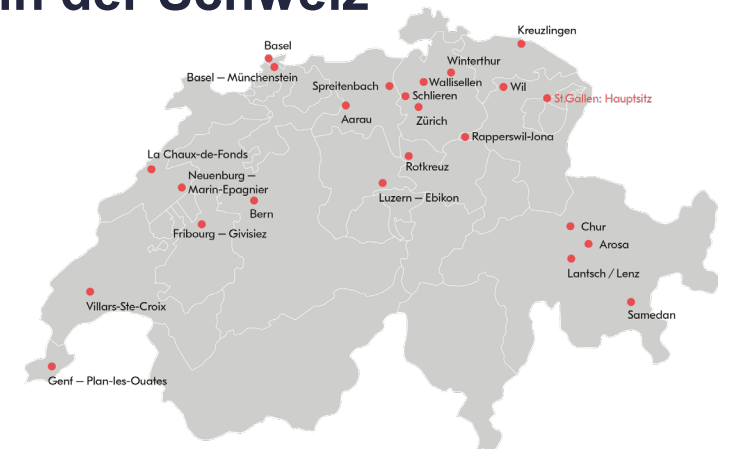 in der Schweiz
Kreuzlingen
Basel
Winterthur
Basel – Münchenstein
Spreitenbach
Wallisellen
Wil
Schlieren
St.Gallen: Hauptsitz
Aarau
Zürich
Rapperswil-Jona
La Chaux-de-Fonds
Rotkreuz
Neuenburg –
Marin-Epagnier
Luzern – Ebikon
Bern
Chur
Fribourg – Givisiez
Arosa
Lantsch / Lenz
Villars-Ste-Croix
Samedan
Genf – Plan-les-Ouates